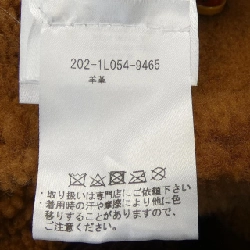 202-1L054-0465
羊革
取り扱いは専門店にご依頼下さい
着用時の汗や摩擦により他に色
移りすることがありますので、
ご注意ください。